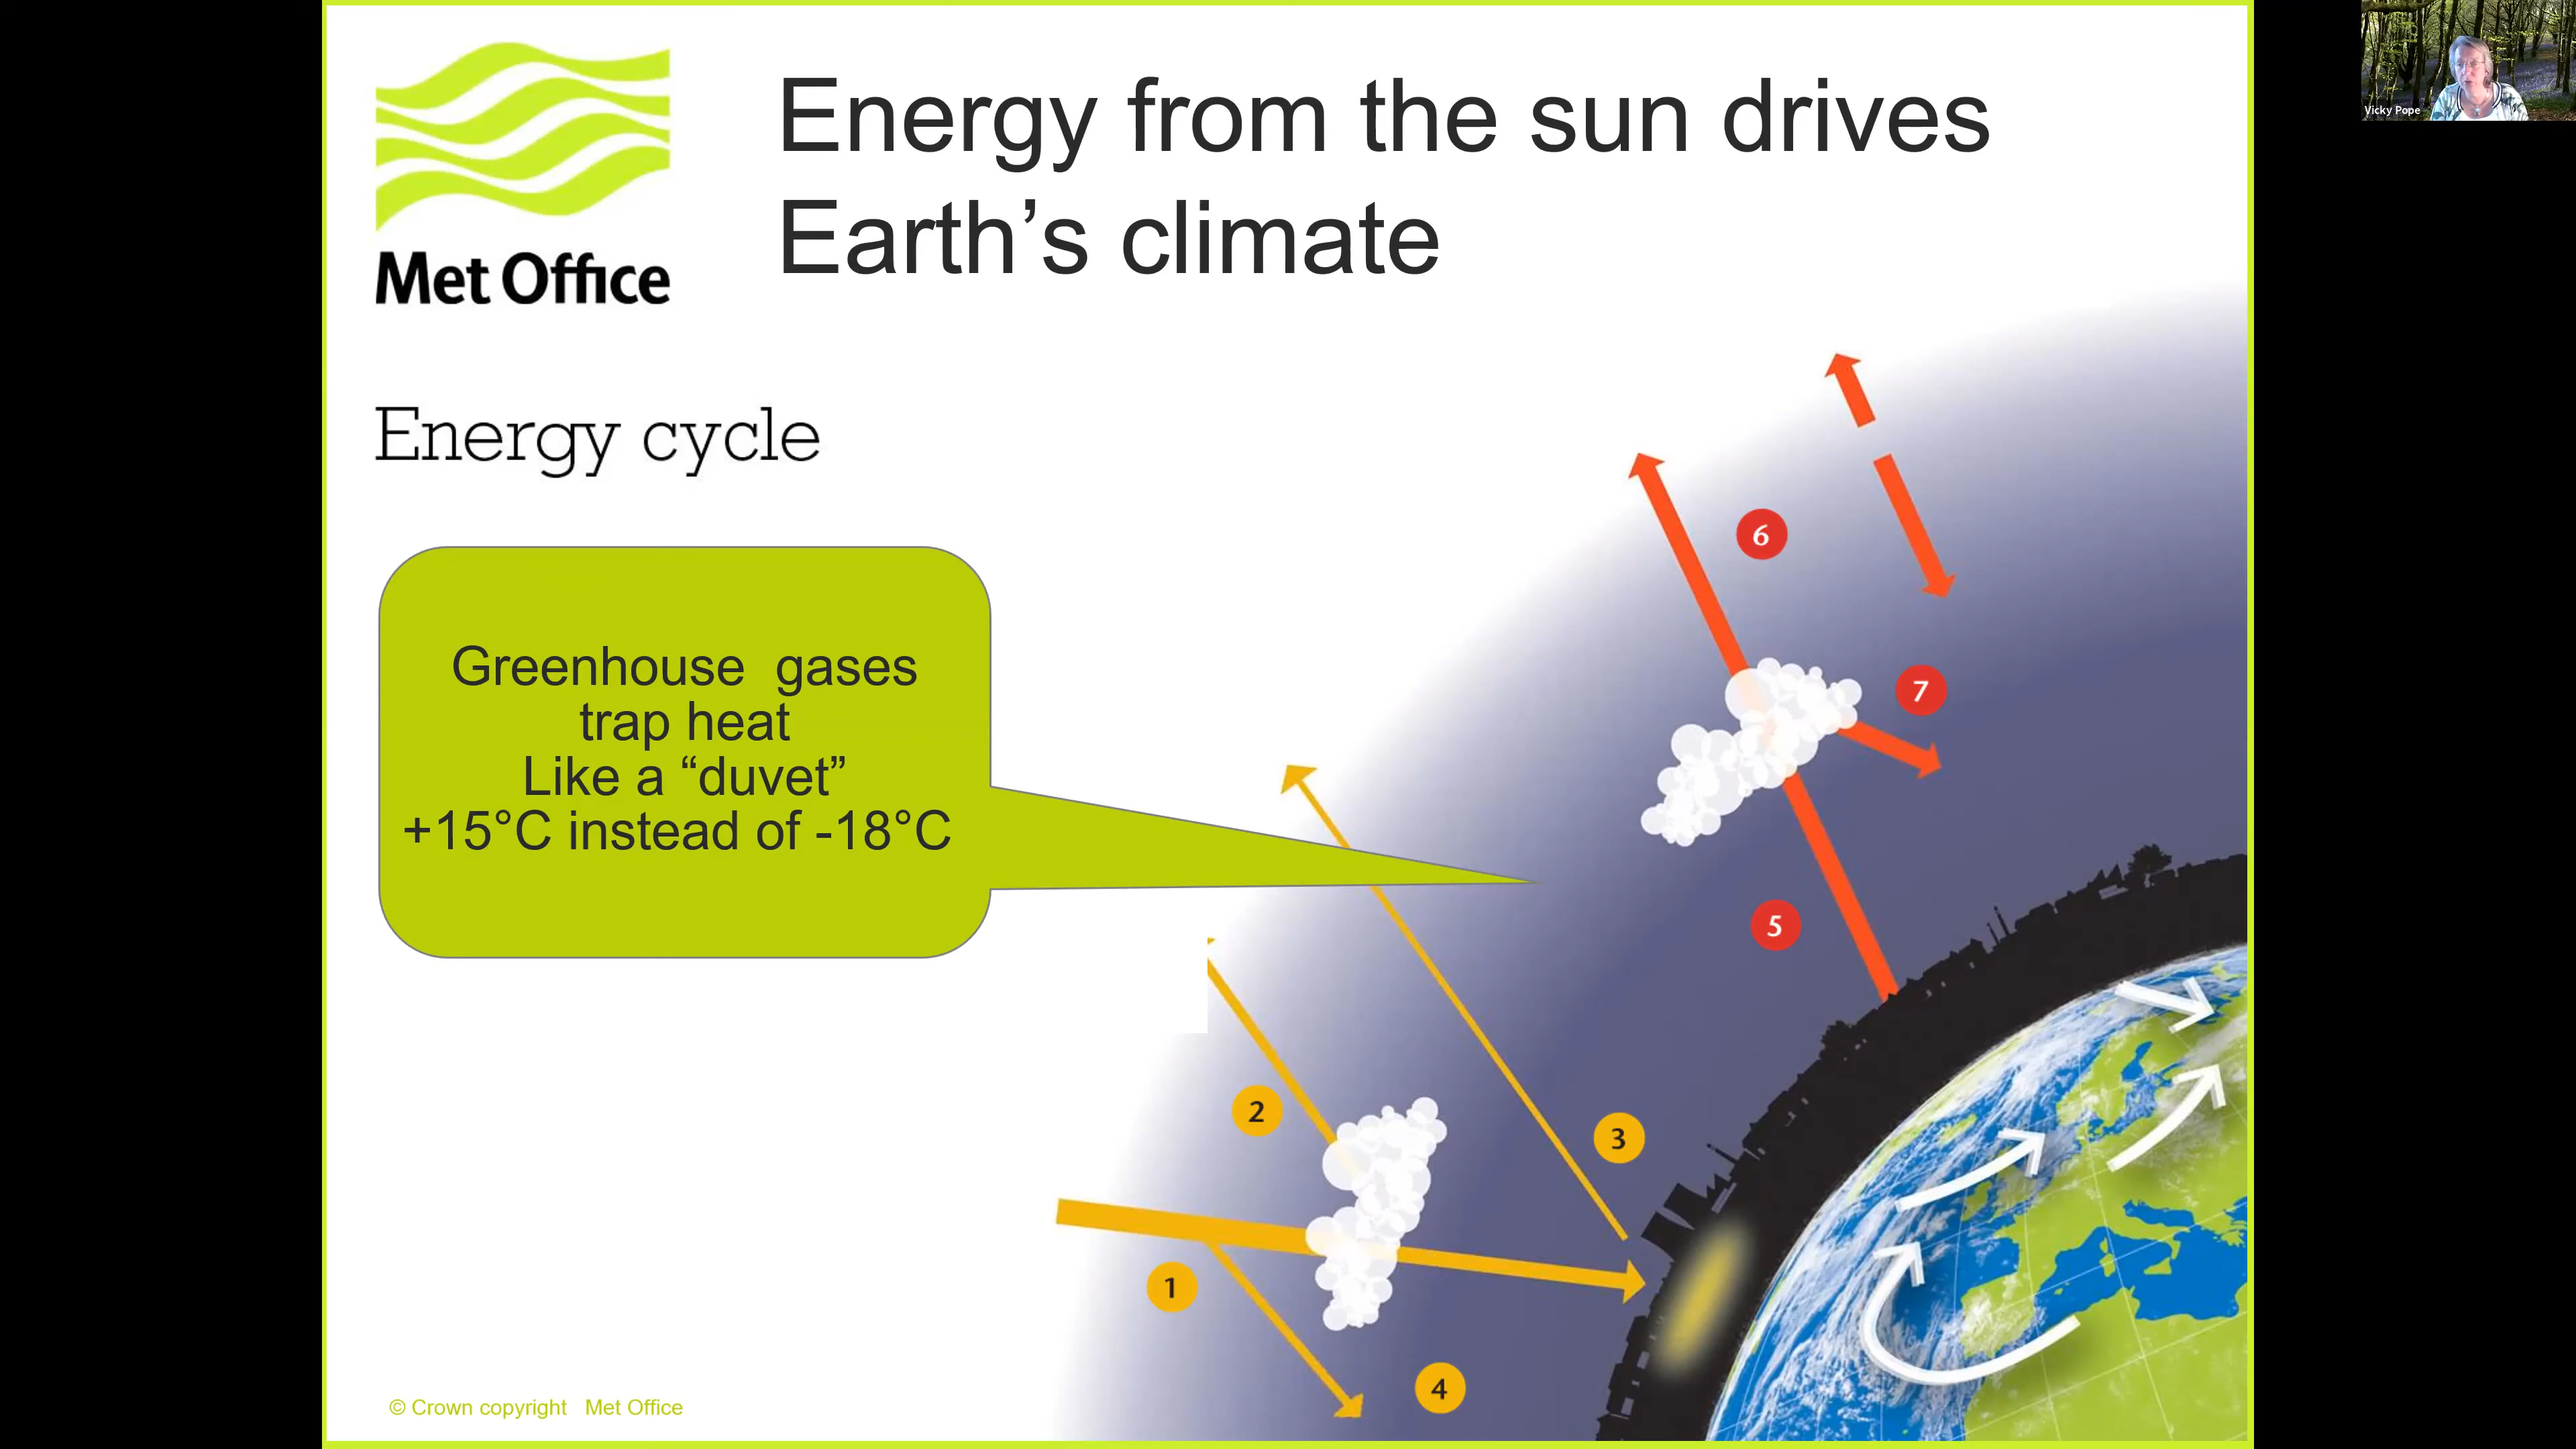 Met Office
Energy from the sun drives
Earth’s climate
Vicky Pope
Energy cycle
Greenhouse  gases
trap heat
Like a “duvet”
+15°C instead of -18°C
6
7
5
2
3
1
4
© Crown copyright   Met Office